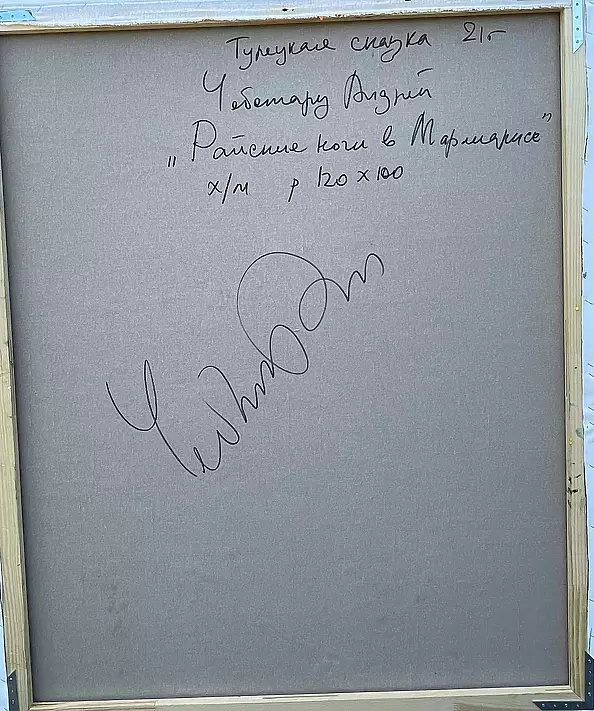 Турецкая сказка 21г
Чеботару Андрей
„Райские ночи в Мармарисе"
х/м р 120 х 100